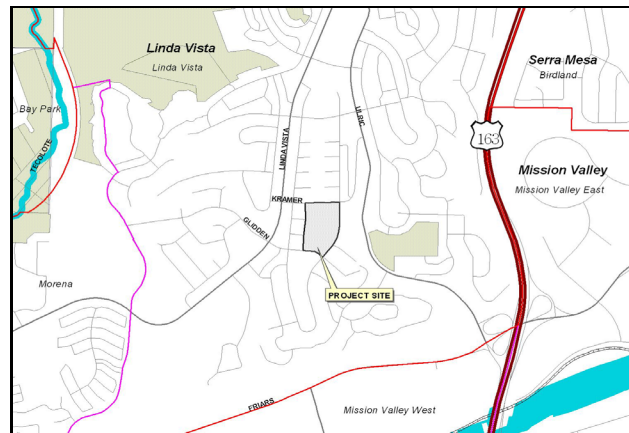 Linda Vista
Linda Vista
Serra Mesa
Birdland
Bay Park
TECOLOTE
LINDA VISTA
ULRIC
163
Mission Valley
Mission Valley East
KRAMER
GLIDDEN
Morena
PROJECT SITE
FRIARS
Mission Valley West